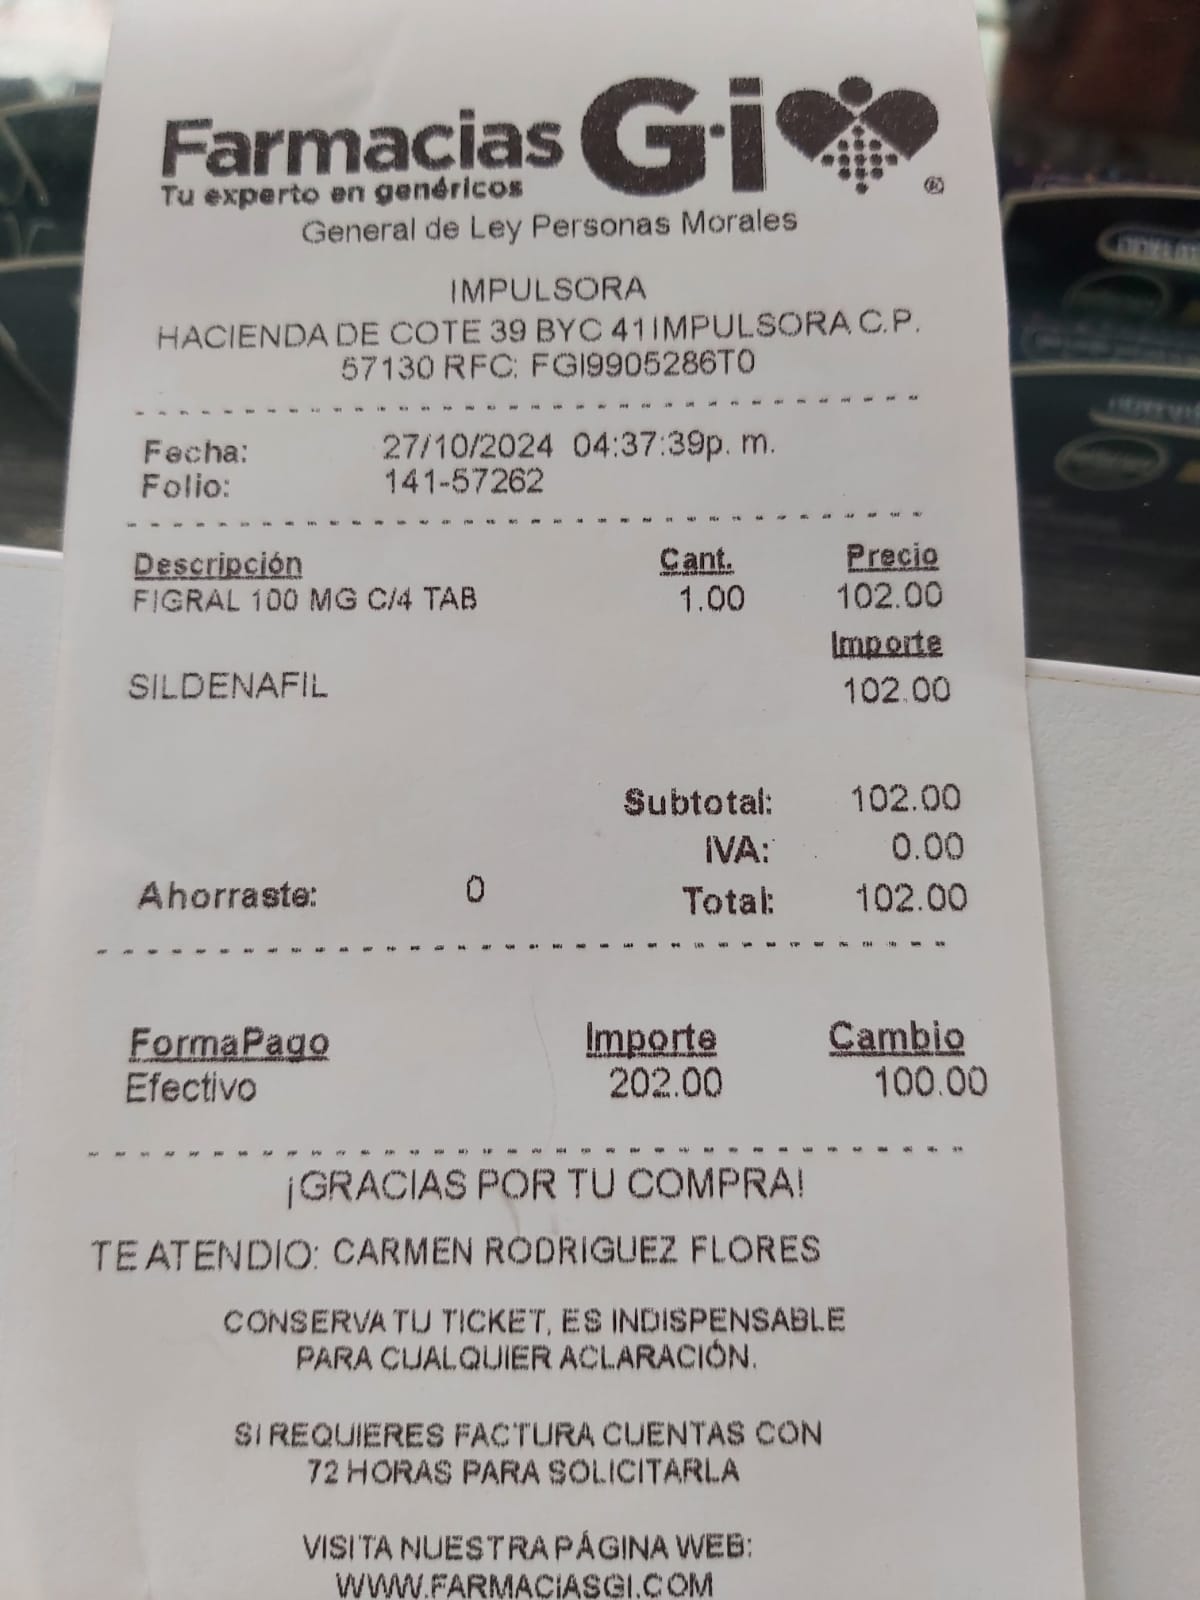 Farmacias G·i ®
Tu experto en genéricos
General de Ley Personas Morales
IMPULSORA
HACIENDA DE COTE 39 BYC 41 IMPULSORA C.P.
57130 RFC: FGI9905286T0
Fecha: 27/10/2024 04:37:39p. m.
Folio: 141-57262
Descripción Cant. Precio
FIGRAL 100 MG C/4 TAB 1.00 102.00
Importe
SILDENAFIL 102.00
Subtotal: 102.00
IVA: 0.00
Ahorraste: 0 Total: 102.00
FormaPago Importe Cambio
Efectivo 202.00 100.00
¡GRACIAS POR TU COMPRA!
TE ATENDIO: CARMEN RODRIGUEZ FLORES
CONSERVA TU TICKET, ES INDISPENSABLE
PARA CUALQUIER ACLARACIÓN.
SI REQUIERES FACTURA CUENTAS CON
72 HORAS PARA SOLICITARLA
VISITA NUESTRA PÁGINA WEB:
WWW.FARMACIASGI.COM